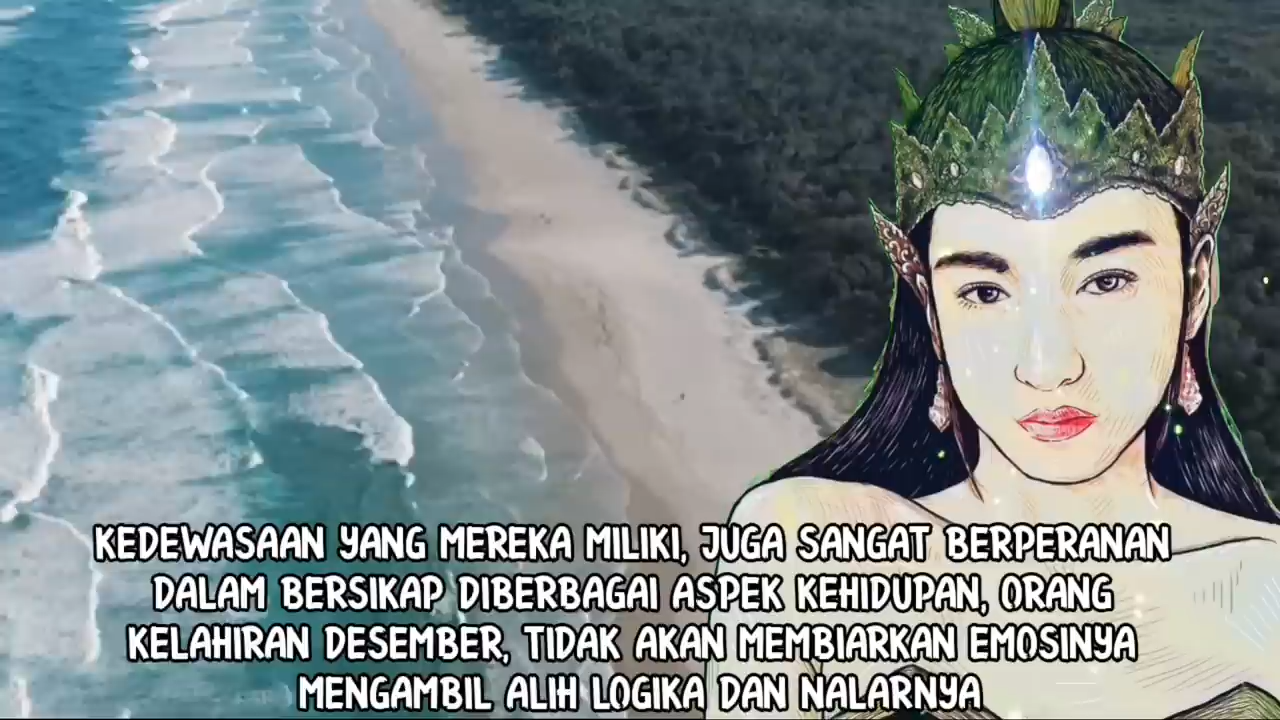 KEDEWASAAN YANG MEREKA MILIKI, JUGA SANGAT BERPERANAN
DALAM BERSIKAP DIBERBAGAI ASPEK KEHIDUPAN, ORANG
KELAHIRAN DESEMBER, TIDAK AKAN MEMBIARKAN EMOSINYA
MENGAMBIL ALIH LOGIKA DAN NALARNYA